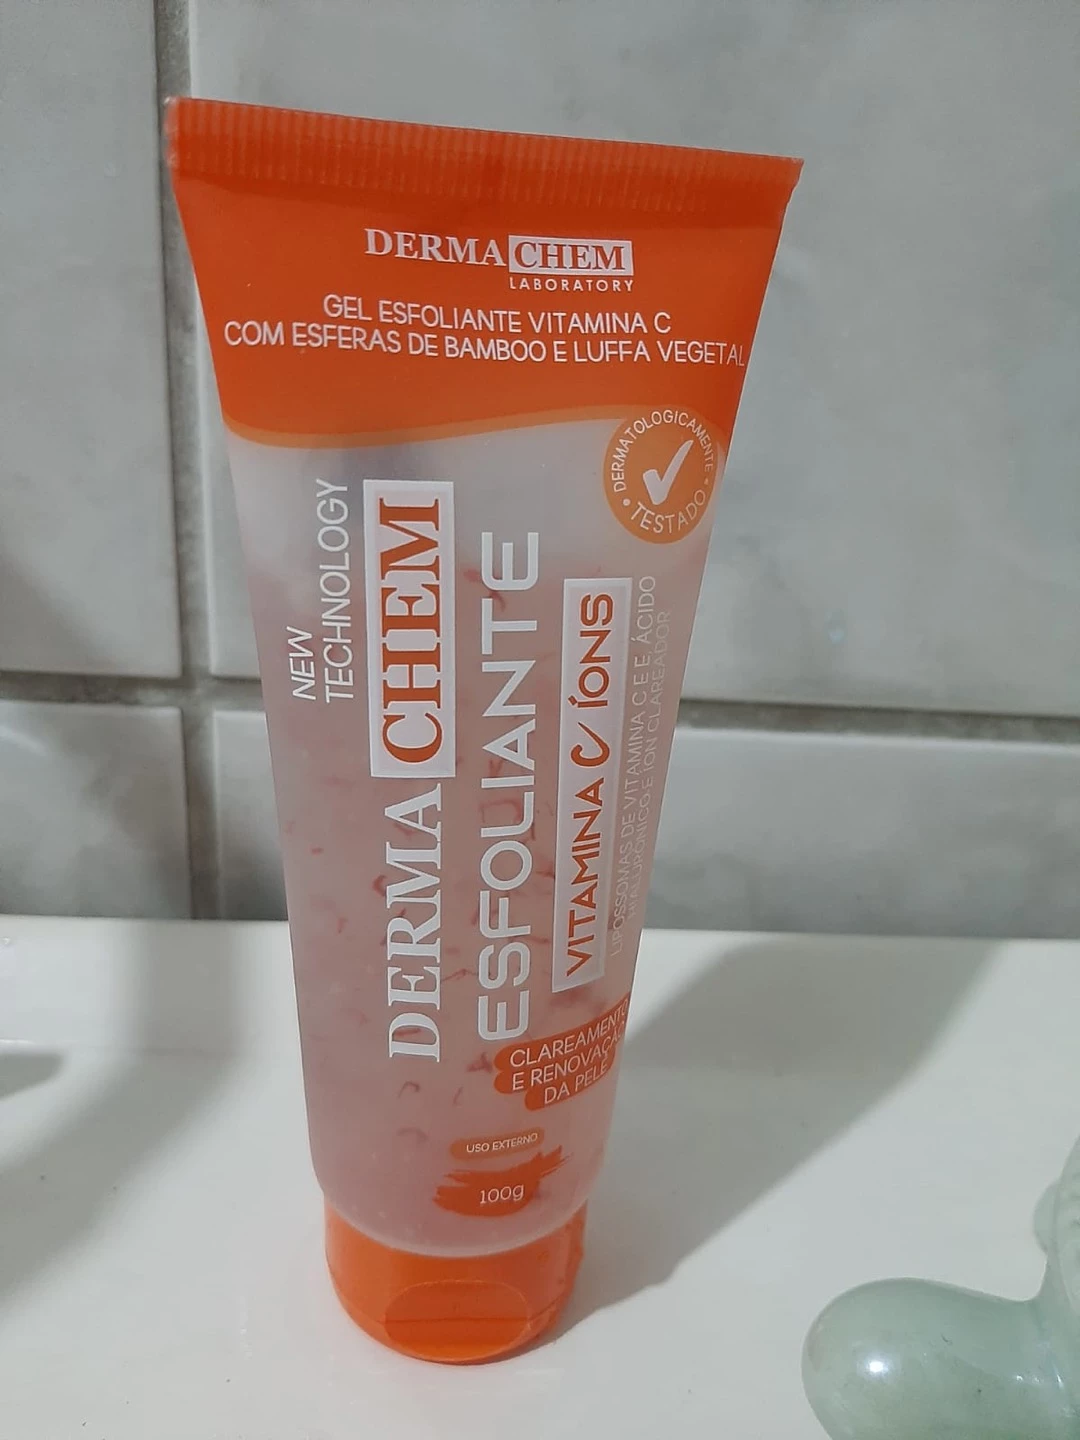 DERMA CHEM
LABORATORY
GEL ESFOLIANTE VITAMINA C
COM ESFERAS DE BAMBOO E LUFFA VEGETAL
DERMATOLOGICAMENTE
TESTADO
NEW
TECHNOLOGY
DERMA CHEM
ESFOLIANTE
VITAMINA C ÍONS
LIPOSSOMAS DE VITAMINA C E E, ÁCIDO
HIALURÔNICO E ÍON CLAREADOR
CLAREAMENTO
E RENOVAÇÃO
DA PELE
USO EXTERNO
100g